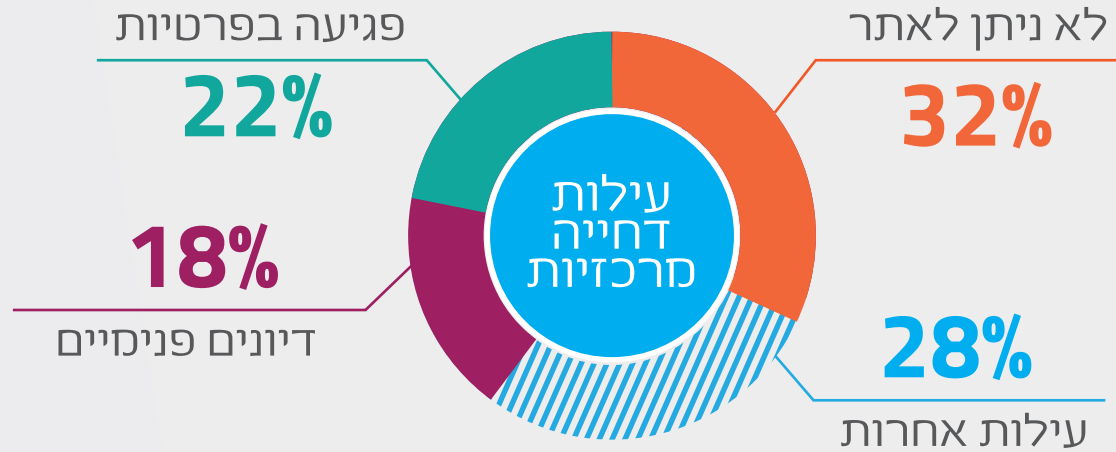 לא ניתן לאתר
32%
פגיעה בפרטיות
22%
עילות
דחייה
מרכזיות
18%
דיונים פנימיים
28%
עילות אחרות